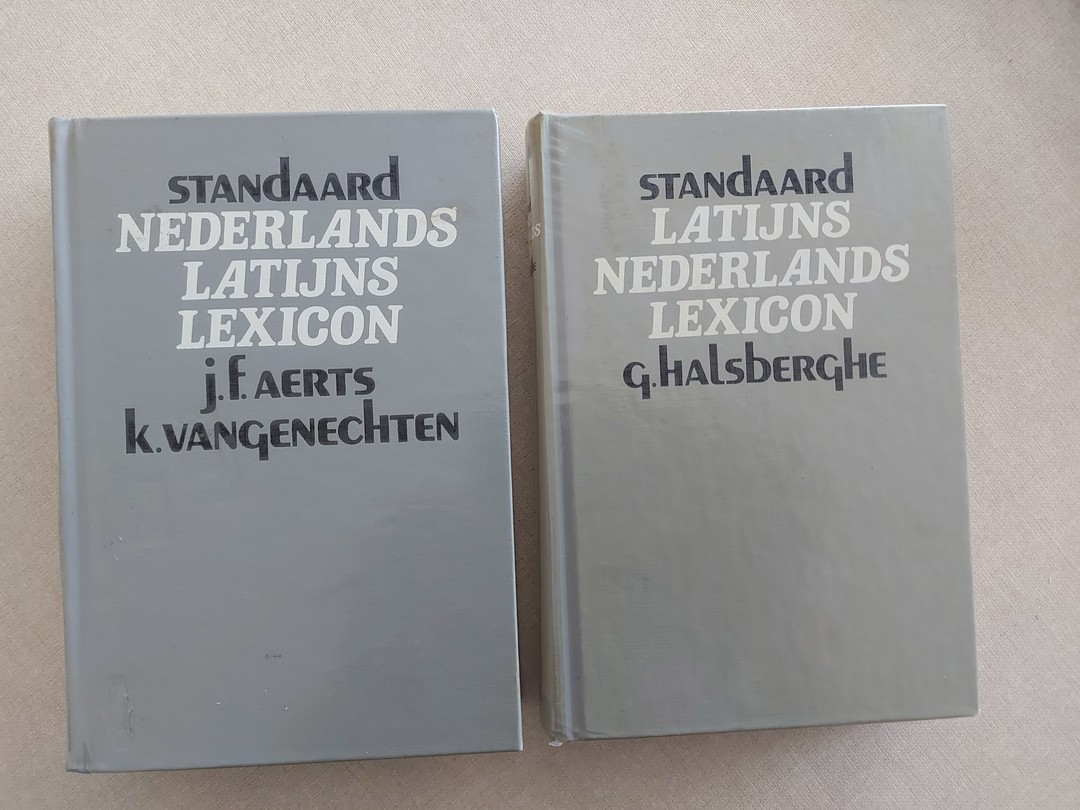 STANdAARd
NEDERLANDS
LATIJNS
LEXICON
j.f. AERTS
k. VANGENECHTEN
STANdAARd
LATIJNS
NEDERLANDS
LEXICON
g. hALSbERGhE